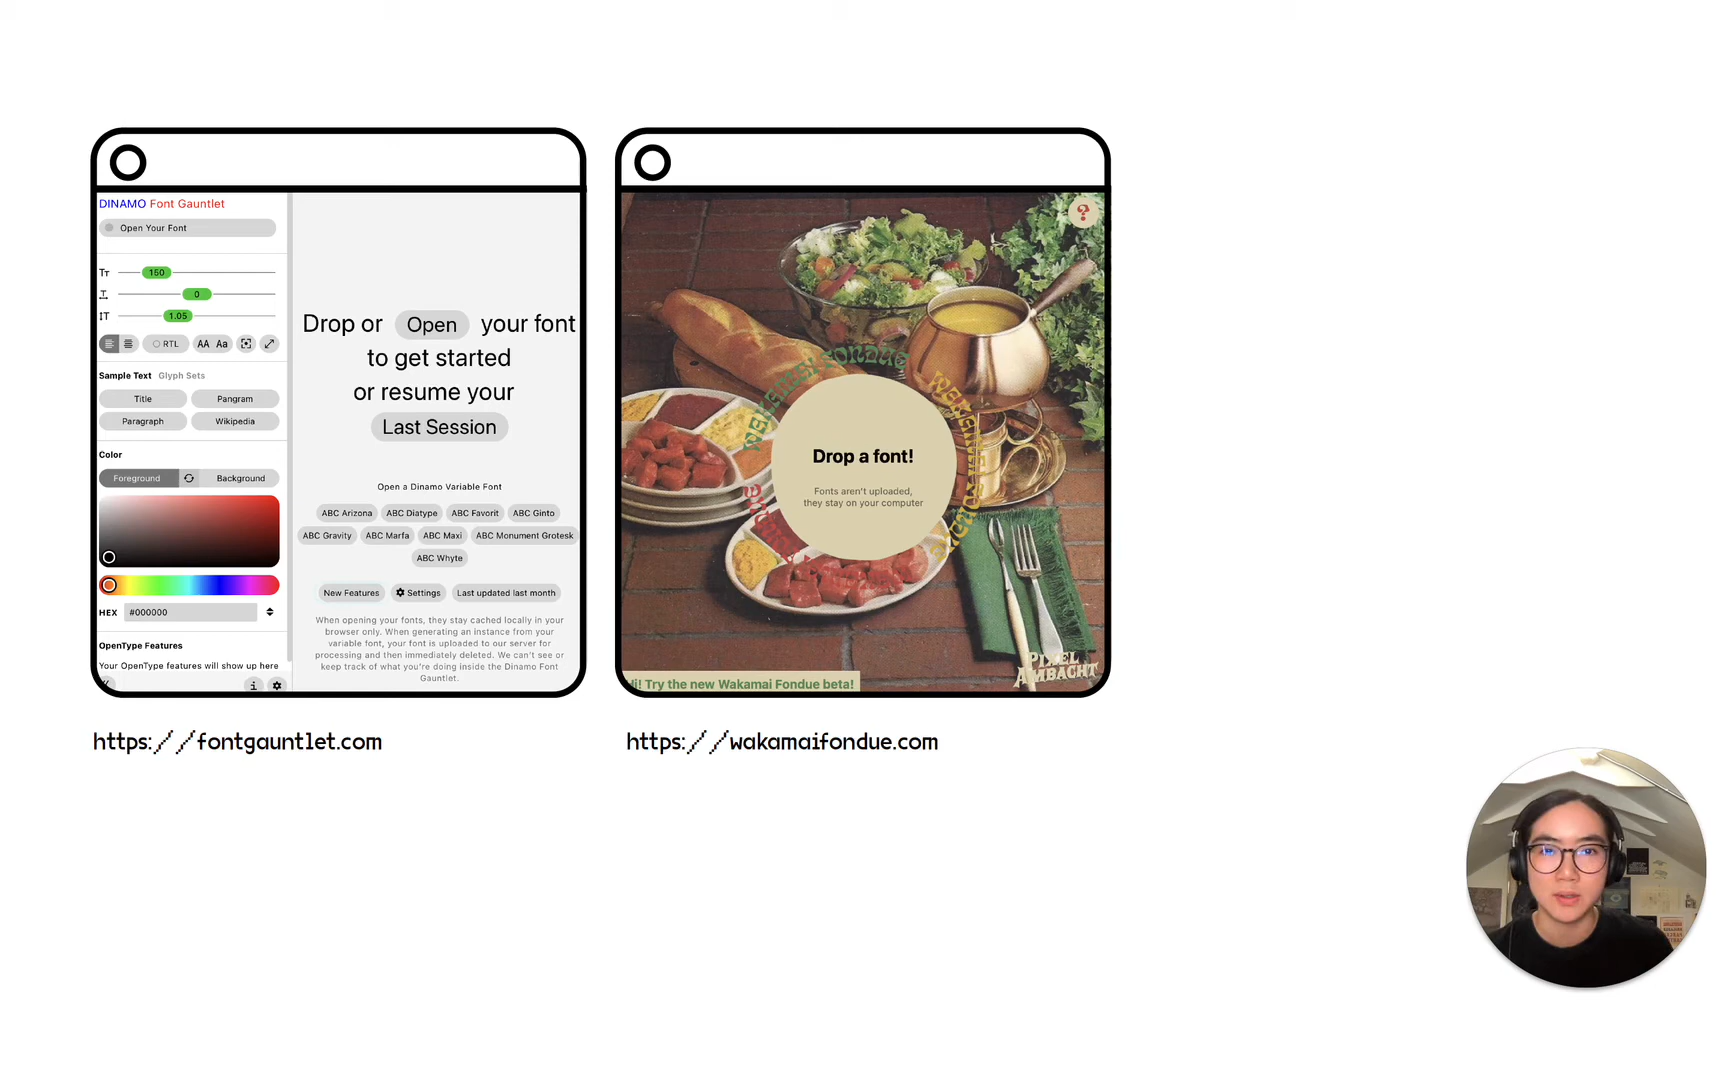 DINAMO Font Gauntlet
Open Your Font
150
0
1.05
RTL
AA Aa
Sample Text Glyph Sets
Title Pangram
Paragraph Wikipedia
Color
Foreground Background
HEX #000000
OpenType Features
Your OpenType features will show up here
Drop or Open your font
to get started
or resume your
Last Session
Open a Dinamo Variable Font
ABC Arizona ABC Diatype ABC Favorit ABC Ginto
ABC Gravity ABC Marfa ABC Maxi ABC Monument Grotesk
ABC Whyte
New Features Settings Last updated last month
When opening your fonts, they stay cached locally in your
browser only. When generating an instance from your
variable font, your font is uploaded to our server for
processing and then immediately deleted. We can't see or
keep track of what you're doing inside the Dinamo Font
Gauntlet.
https://fontgauntlet.com
?
WAKAMAI FONDUE
WAKAMAI FONDUE
Drop a font!
Fonts aren't uploaded,
they stay on your computer
PIXEL
AMBACHT
Hi! Try the new Wakamai Fondue beta!
https://wakamaifondue.com